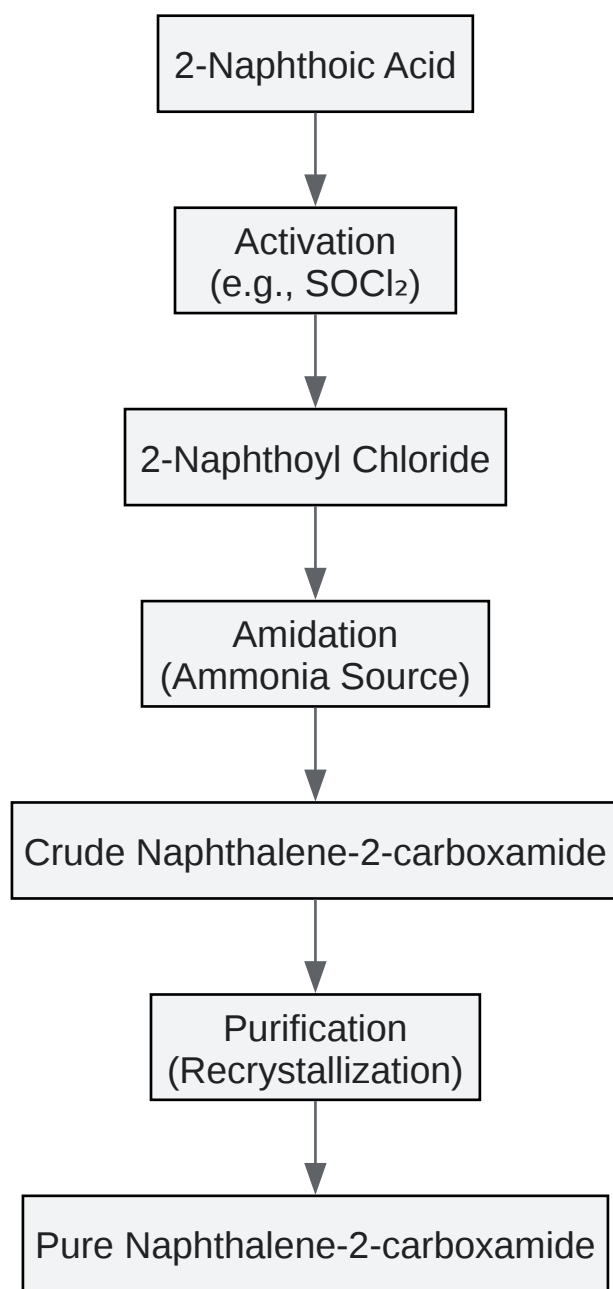 2-Naphthoic Acid
Activation
(e.g., SOCl₂)
2-Naphthoyl Chloride
Amidation
(Ammonia Source)
Crude Naphthalene-2-carboxamide
Purification
(Recrystallization)
Pure Naphthalene-2-carboxamide